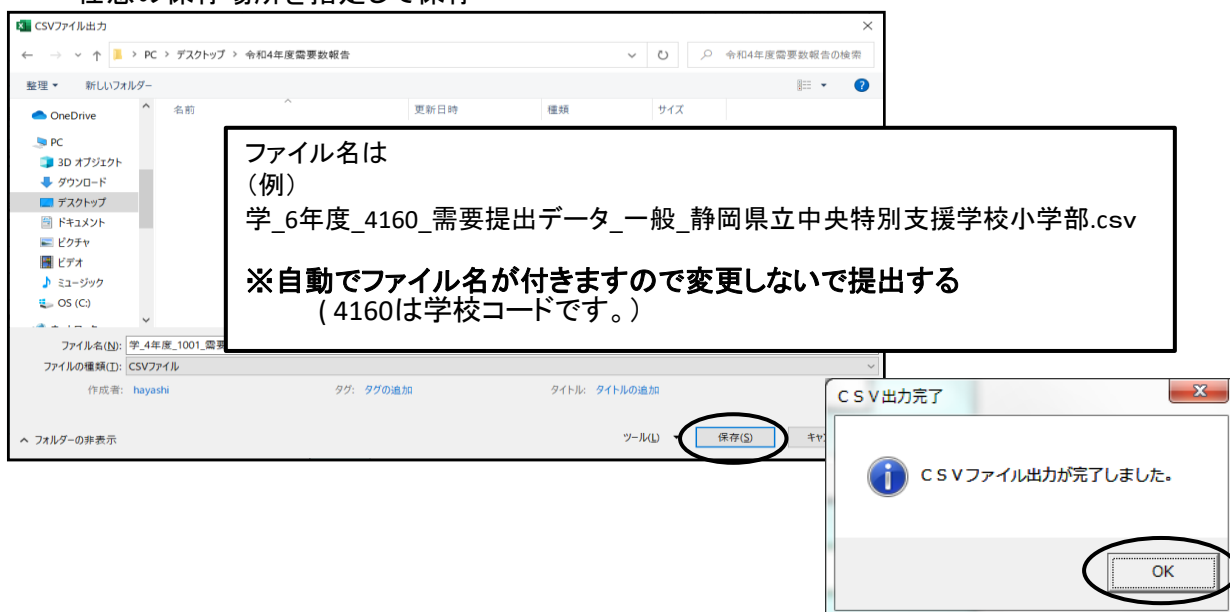 CSVファイル出力
PC > デスクトップ > 令和4年度需要数報告
令和4年度需要数報告の検索
整理
新しいフォルダー
名前
更新日時
種類
サイズ
OneDrive
PC
3D オブジェクト
ダウンロード
デスクトップ
ドキュメント
ピクチャ
ビデオ
ミュージック
OS (C:)
ファイル名は
(例)
学_6年度_4160_需要提出データ_一般_静岡県立中央特別支援学校小学部.csv
※自動でファイル名が付きますので変更しないで提出する
(4160は学校コードです。)
ファイル名(N):
学_4年度_1001_需要
ファイルの種類(T):
CSVファイル
作成者: hayashi
タグ: タグの追加
タイトル: タイトルの追加
フォルダーの非表示
ツール(L)
保存(S)
ＣＳＶ出力完了
ＣＳＶファイル出力が完了しました。
OK